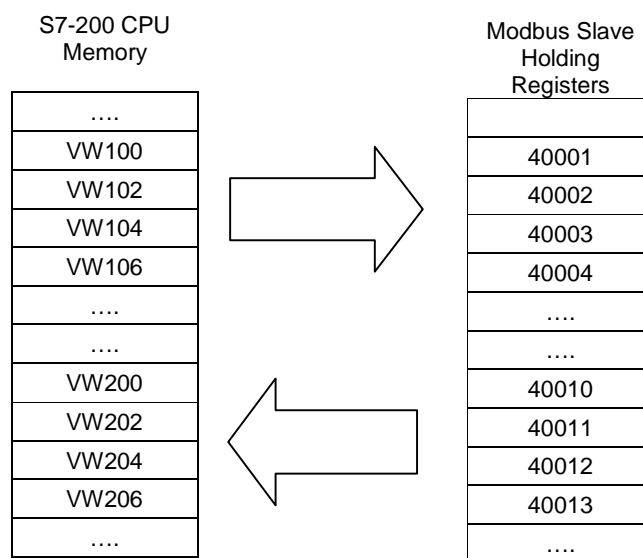 S7-200 CPU
Memory
....
VW100
VW102
VW104
VW106
....
....
VW200
VW202
VW204
VW206
....
Modbus Slave
Holding
Registers
40001
40002
40003
40004
....
....
40010
40011
40012
40013
....